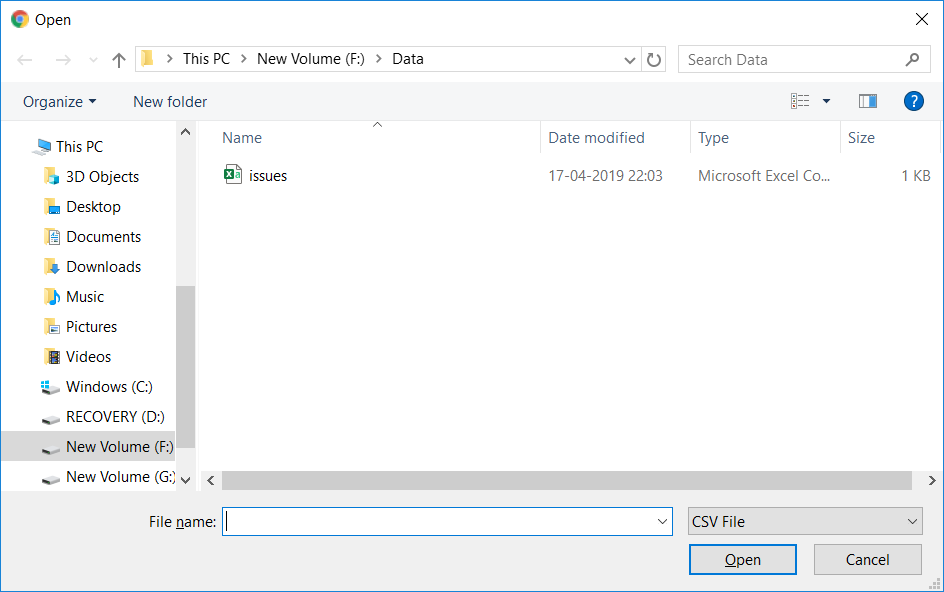 Open
This PC > New Volume (F:) > Data
Search Data
Organize
New folder
?
Name
Date modified
Type
Size
issues
17-04-2019 22:03
Microsoft Excel Co...
1 KB
This PC
3D Objects
Desktop
Documents
Downloads
Music
Pictures
Videos
Windows (C:)
RECOVERY (D:)
New Volume (F:)
New Volume (G:)
File name:
CSV File
Open
Cancel